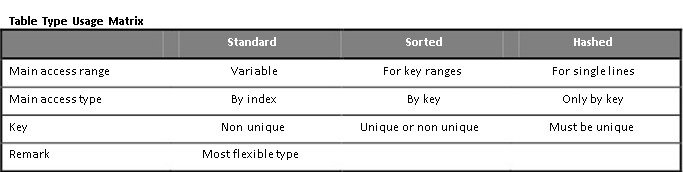 Table Type Usage Matrix
Standard Sorted Hashed
Main access range Variable For key ranges For single lines
Main access type By index By key Only by key
Key Non unique Unique or non unique Must be unique
Remark Most flexible type